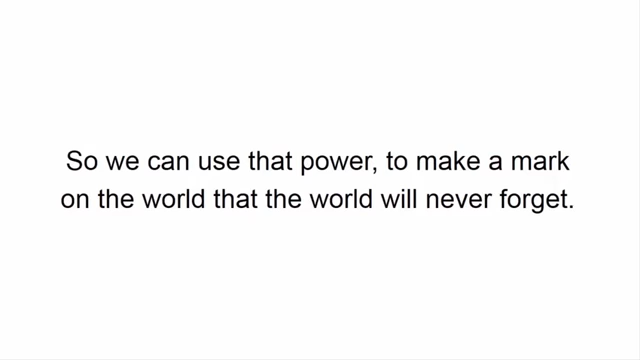 So we can use that power, to make a mark
on the world that the world will never forget.